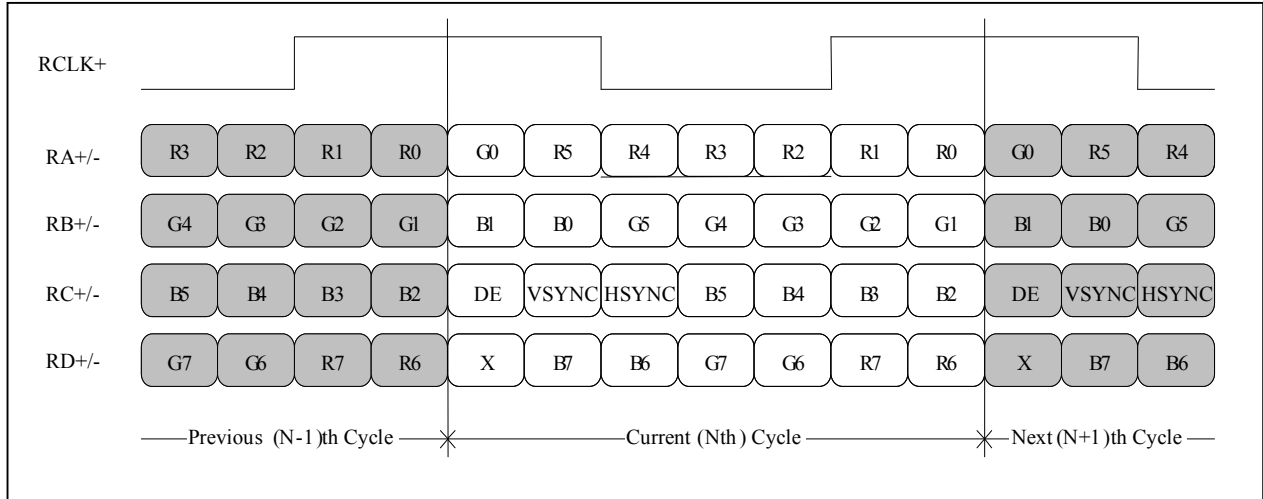 RCLK+
RA+/- R3 R2 R1 R0 G0 R5 R4 R3 R2 R1 R0 G0 R5 R4
RB+/- G4 G3 G2 G1 B1 B0 G5 G4 G3 G2 G1 B1 B0 G5
RC+/- B5 B4 B3 B2 DE VSYNC HSYNC B5 B4 B3 B2 DE VSYNC HSYNC
RD+/- G7 G6 R7 R6 X B7 B6 G7 G6 R7 R6 X B7 B6
Previous (N-1)th Cycle Current (Nth) Cycle Next (N+1)th Cycle